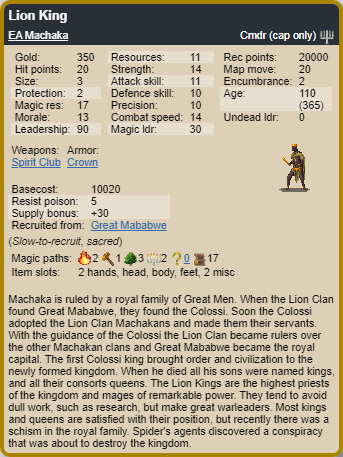 Lion King
EA Machaka Cmdr (cap only)
Gold: 350 Resources: 11 Rec points: 20000
Hit points: 20 Strength: 14 Map move: 20
Size: 3 Attack skill: 11 Encumbrance: 2
Protection: 2 Defence skill: 10 Age: 110
Magic res: 17 Precision: 10 (365)
Morale: 13 Combat speed: 14 Undead ldr: 0
Leadership: 90 Magic ldr: 30
Weapons: Armor:
Spirit Club Crown
Basecost: 10020
Resist poison: 5
Supply bonus: +30
Recruited from: Great Mababwe
(Slow-to-recruit, sacred)
Magic paths: 2 1 3 2 ?0 17
Item slots: 2 hands, head, body, feet, 2 misc
Machaka is ruled by a royal family of Great Men. When the Lion Clan
found Great Mababwe, they found the Colossi. Soon the Colossi
adopted the Lion Clan Machakans and made them their servants.
With the guidance of the Colossi the Lion Clan became rulers over
the other Machakan clans and Great Mababwe became the royal
capital. The first Colossi king brought order and civilization to the
newly formed kingdom. When he died all his sons were named kings,
and all their consorts queens. The Lion Kings are the highest priests
of the kingdom and mages of remarkable power. They tend to avoid
dull work, such as research, but make great warleaders. Most kings
and queens are satisfied with their position, but recently there was a
schism in the royal family. Spider's agents discovered a conspiracy
that was about to destroy the kingdom.